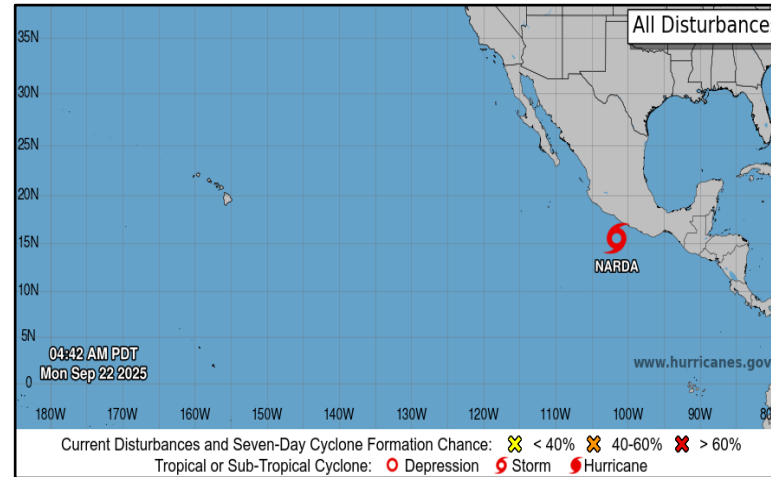 All Disturbances
35N
30N
25N
20N
15N
NARDA
10N
5N
04:42 AM PDT
Mon Sep 22 2025
www.hurricanes.gov
0
180W 170W 160W 150W 140W 130W 120W 110W 100W 90W 80
Current Disturbances and Seven-Day Cyclone Formation Chance: < 40% 40-60% > 60%
Tropical or Sub-Tropical Cyclone: Depression Storm Hurricane